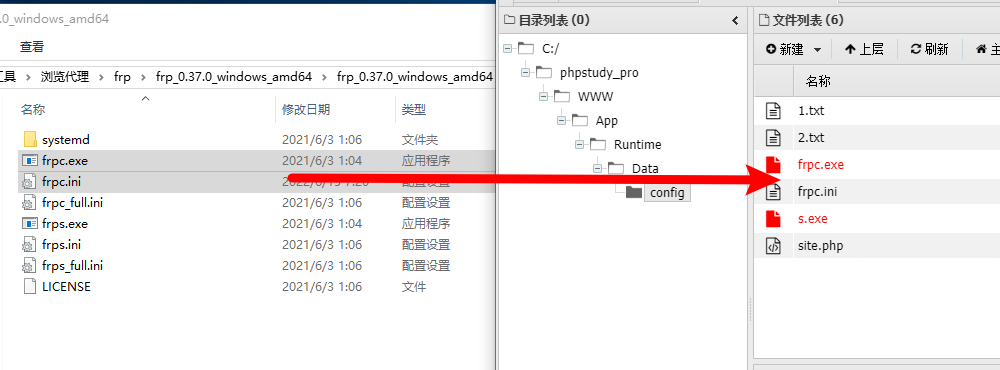 .0_windows_amd64
查看
工具 浏览代理 frp frp_0.37.0_windows_amd64 frp_0.37.0_windows_amd64
名称 修改日期 类型
systemd 2021/6/3 1:06 文件夹
frpc.exe 2021/6/3 1:04 应用程序
frpc.ini 配置设置
frpc_full.ini 2021/6/3 1:06 配置设置
frps.exe 2021/6/3 1:04 应用程序
frps.ini 2021/6/3 1:06 配置设置
frps_full.ini 2021/6/3 1:06 配置设置
LICENSE 2021/6/3 1:06 文件
目录列表 (0)
C:/
phpstudy_pro
WWW
App
Runtime
Data
config
文件列表 (6)
新建 上层 刷新
名称
1.txt
2.txt
frpc.exe
frpc.ini
s.exe
site.php